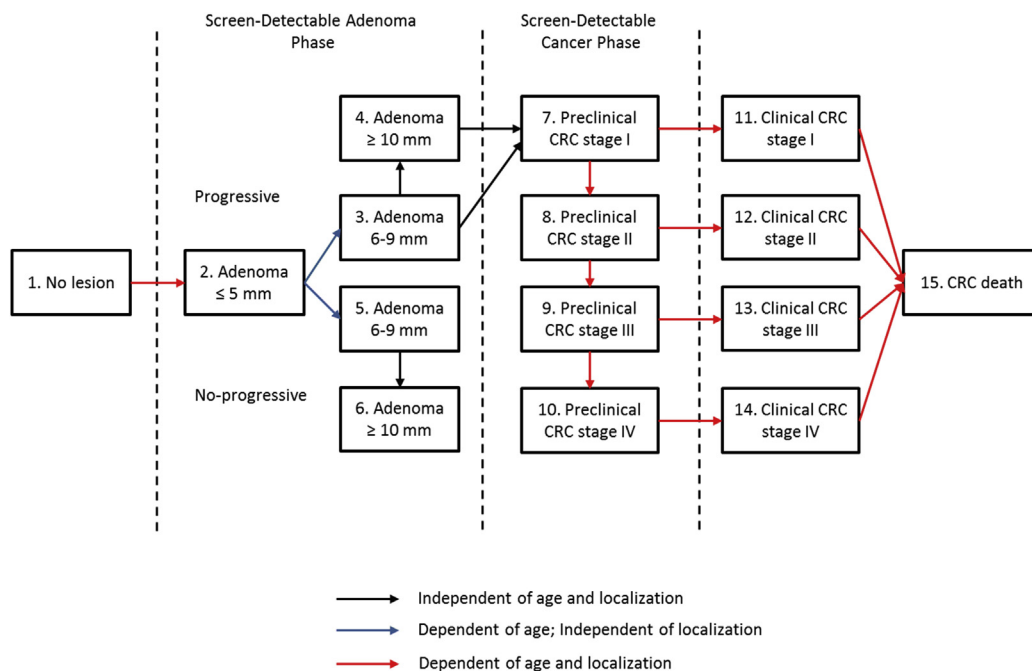 Screen-Detectable Adenoma
Phase
Screen-Detectable
Cancer Phase
4. Adenoma
≥ 10 mm
7. Preclinical
CRC stage I
11. Clinical CRC
stage I
Progressive
3. Adenoma
6-9 mm
8. Preclinical
CRC stage II
12. Clinical CRC
stage II
1. No lesion
2. Adenoma
≤ 5 mm
15. CRC death
5. Adenoma
6-9 mm
9. Preclinical
CRC stage III
13. Clinical CRC
stage III
No-progressive
6. Adenoma
≥ 10 mm
10. Preclinical
CRC stage IV
14. Clinical CRC
stage IV
Independent of age and localization
Dependent of age; Independent of localization
Dependent of age and localization